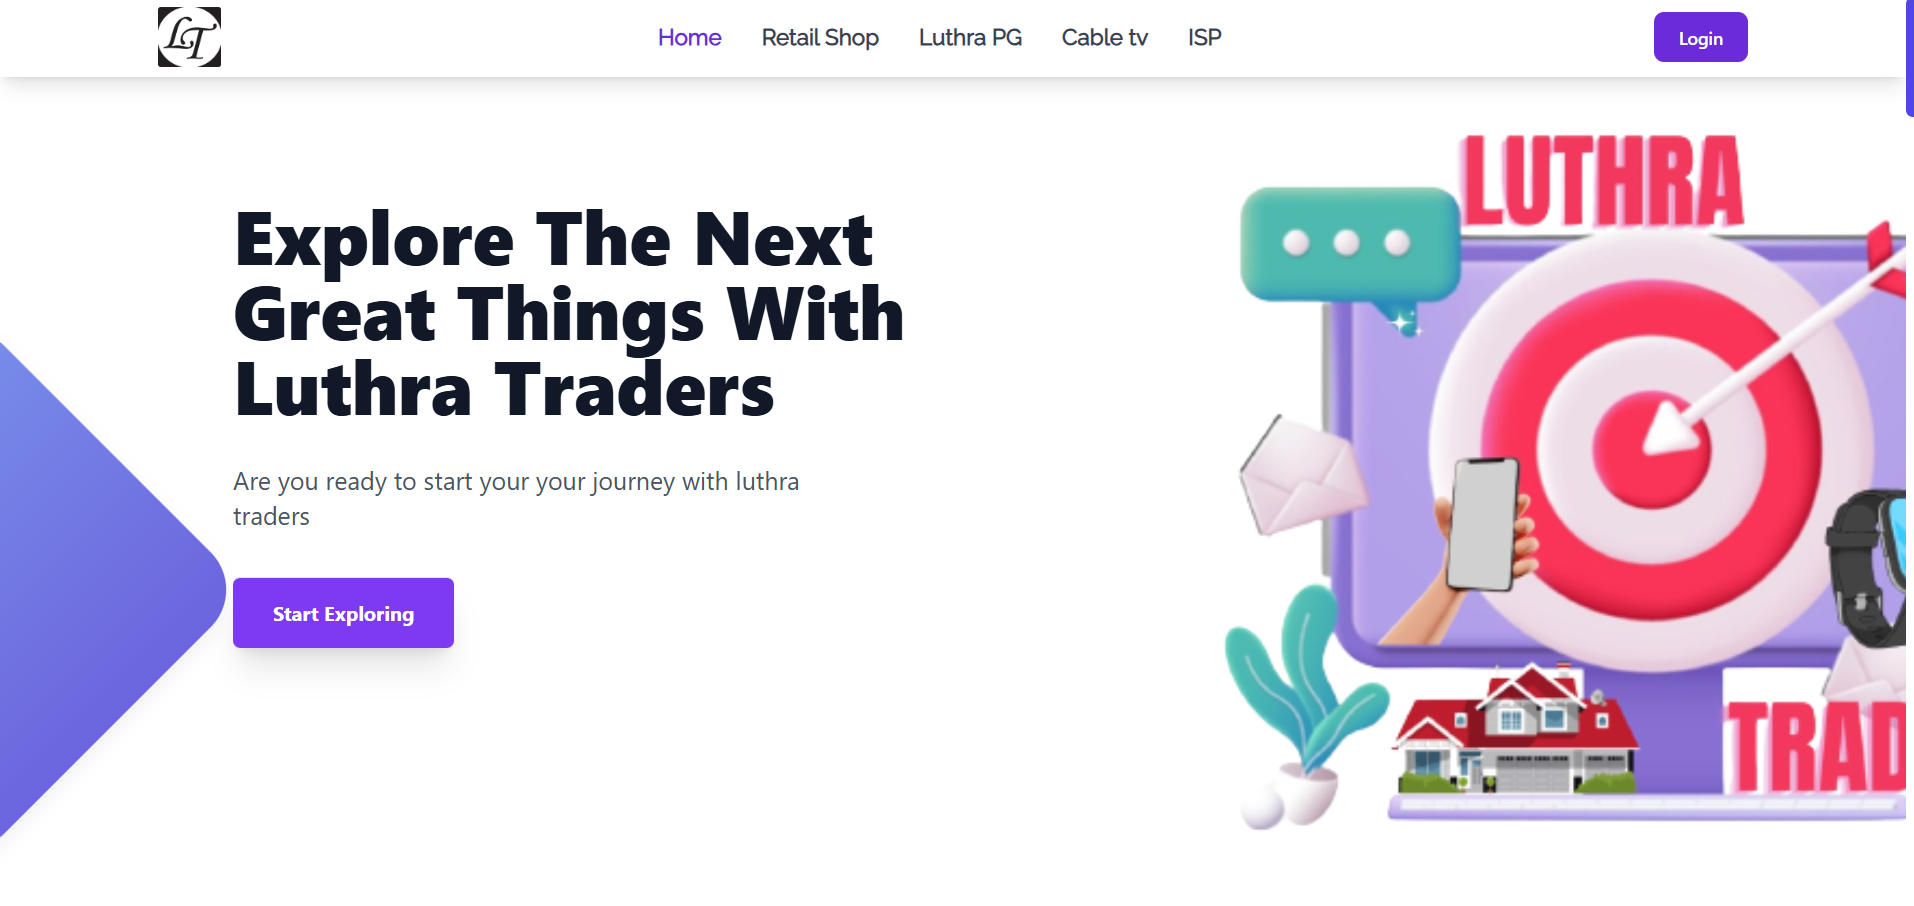 LT
Home
Retail Shop
Luthra PG
Cable tv
ISP
Login
Explore The Next
Great Things With
Luthra Traders
Are you ready to start your your journey with luthra
traders
Start Exploring
LUTHRA
TRAD